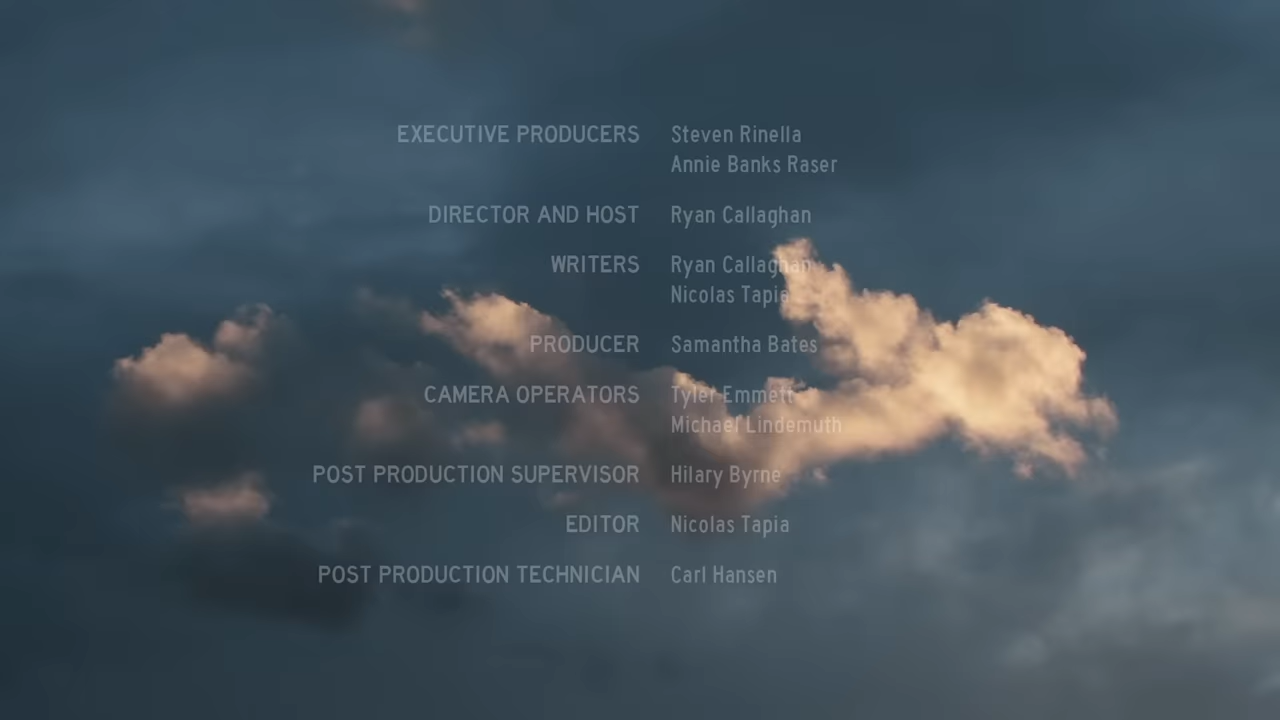 EXECUTIVE PRODUCERS Steven Rinella
Annie Banks Raser
DIRECTOR AND HOST Ryan Callaghan
WRITERS Ryan Callaghan
Nicolas Tapia
PRODUCER Samantha Bates
CAMERA OPERATORS Tyler Emmett
Michael Lindemuth
POST PRODUCTION SUPERVISOR Hilary Byrne
EDITOR Nicolas Tapia
POST PRODUCTION TECHNICIAN Carl Hansen